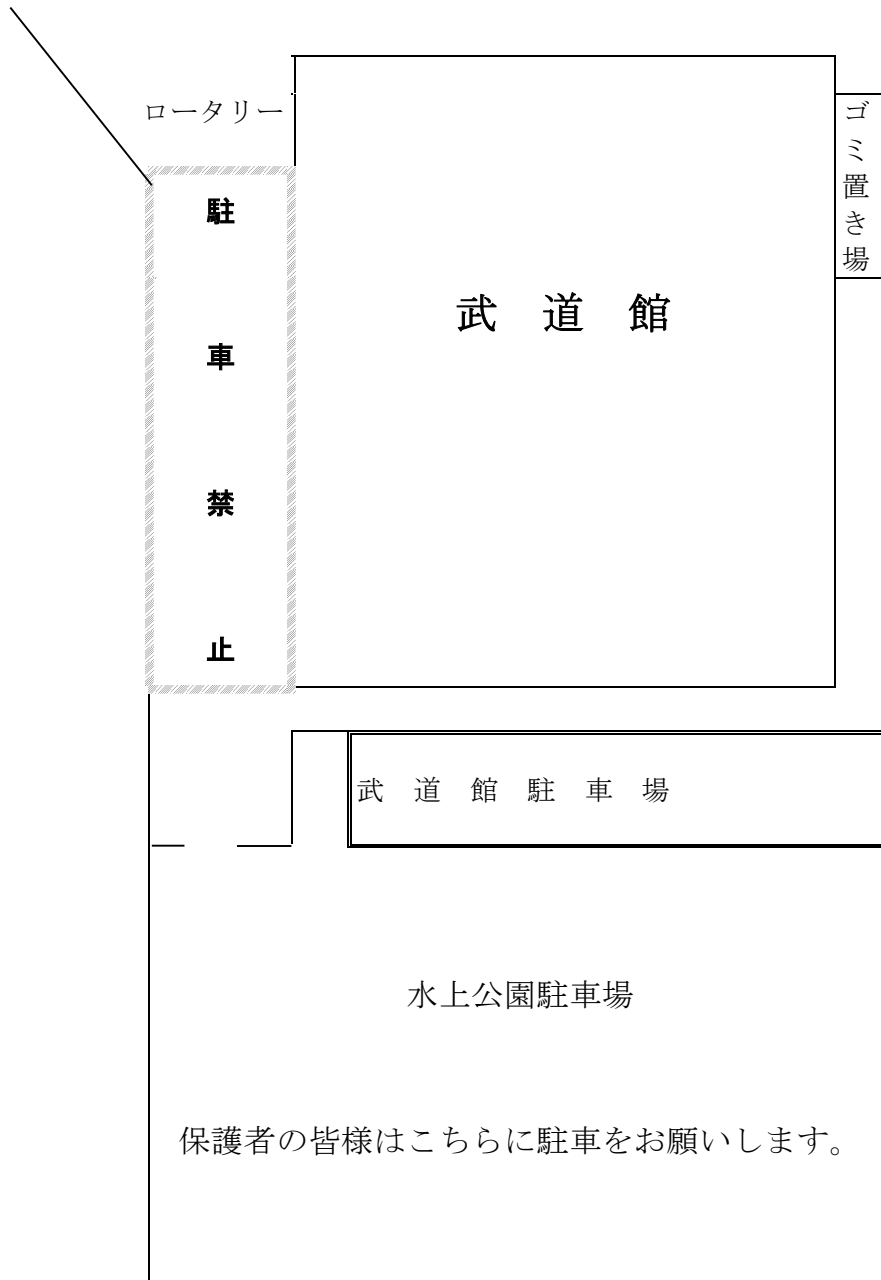 ロータリー
ゴミ置き場
駐車禁止
武　道　館
武　道　館　駐　車　場
水上公園駐車場
保護者の皆様はこちらに駐車をお願いします。